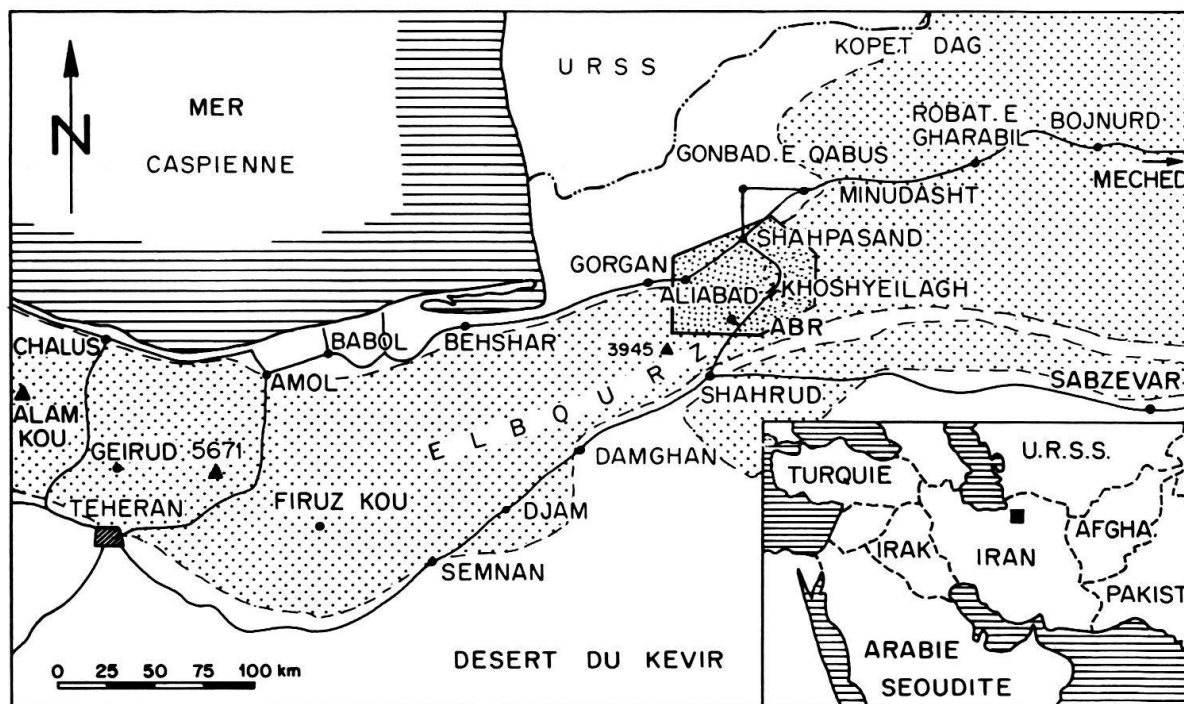 KOPET DAG
URSS
MER
CASPIENNE
N
ROBAT. E
GHARABIL
BOJNURD
GONBAD. E. QABUS
MECHED
MINUDASHT
SHAHPASAND
GORGAN
ALIABAD
KHOSHYEILAGH
CHALUS
BABOL
BEHSHAR
ABR
3945
AMOL
ALAM
KOU
SHAHRUD
SABZEVAR
ELBOURZ
GEIRUD
5671
DAMGHAN
TEHERAN
FIRUZ KOU
DJAM
SEMNAN
DESERT DU KEVIR
0 25 50 75 100 km
U.R.S.S.
TURQUIE
AFGHA.
IRAK
IRAN
PAKIST
ARABIE
SEOUDITE